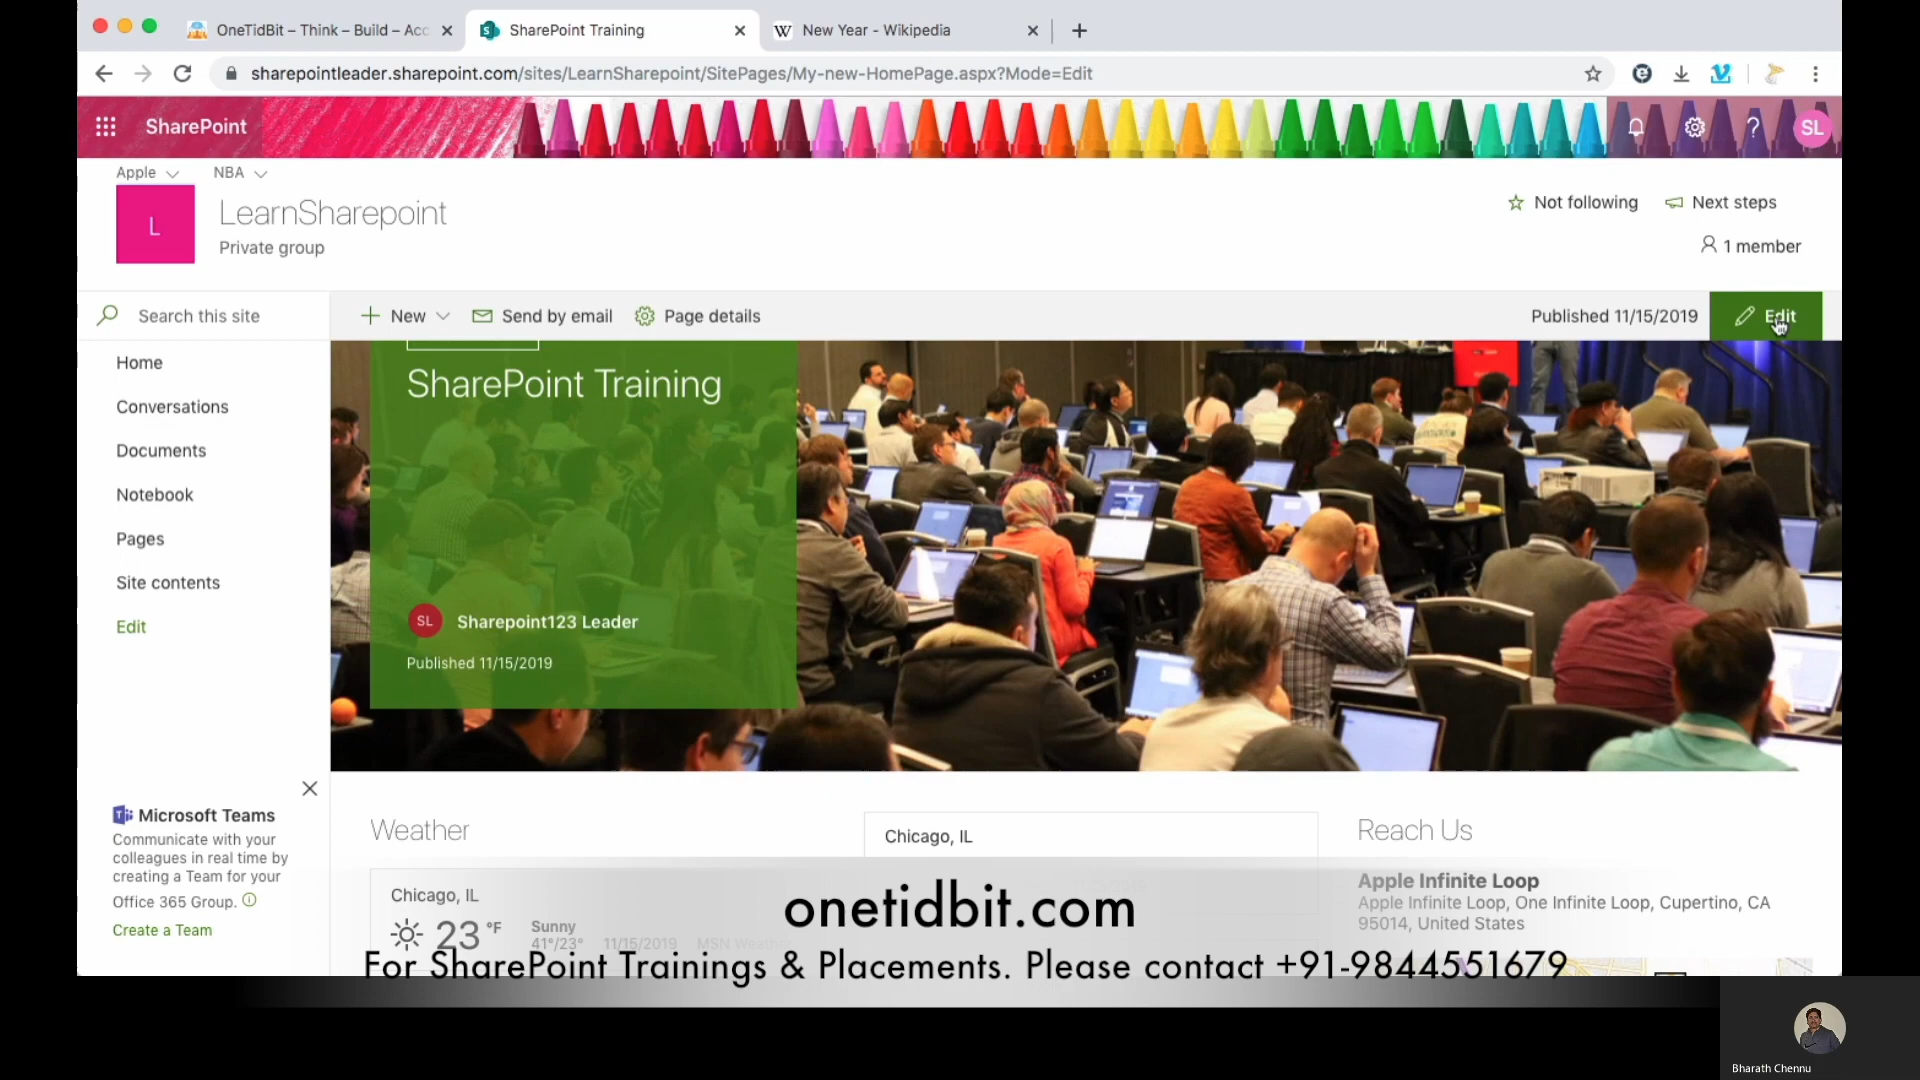 OneTidBit – Think – Build – Acc
SharePoint Training
New Year - Wikipedia
sharepointleader.sharepoint.com/sites/LearnSharepoint/SitePages/My-new-HomePage.aspx?Mode=Edit
SharePoint
SL
Apple
NBA
L
LearnSharepoint
Private group
Not following
Next steps
1 member
Search this site
New
Send by email
Page details
Published 11/15/2019
Edit
Home
Conversations
Documents
Notebook
Pages
Site contents
Edit
SharePoint Training
SL
Sharepoint123 Leader
Published 11/15/2019
Microsoft Teams
Communicate with your
colleagues in real time by
creating a Team for your
Office 365 Group.
Create a Team
Weather
Chicago, IL
23 °F
Sunny
41°/23°
11/15/2019
MSN Weather
Chicago, IL
Reach Us
Apple Infinite Loop
Apple Infinite Loop, One Infinite Loop, Cupertino, CA
95014, United States
onetidbit.com
For SharePoint Trainings & Placements. Please contact +91-9844551679
Bharath Chennu